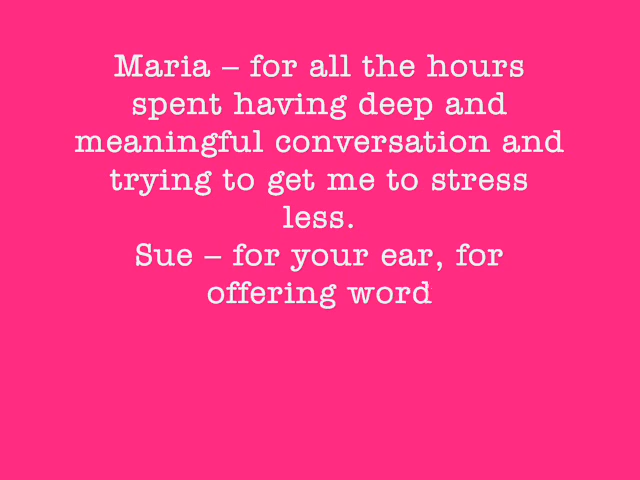 Maria – for all the hours
spent having deep and
meaningful conversation and
trying to get me to stress
less.
Sue – for your ear, for
offering word